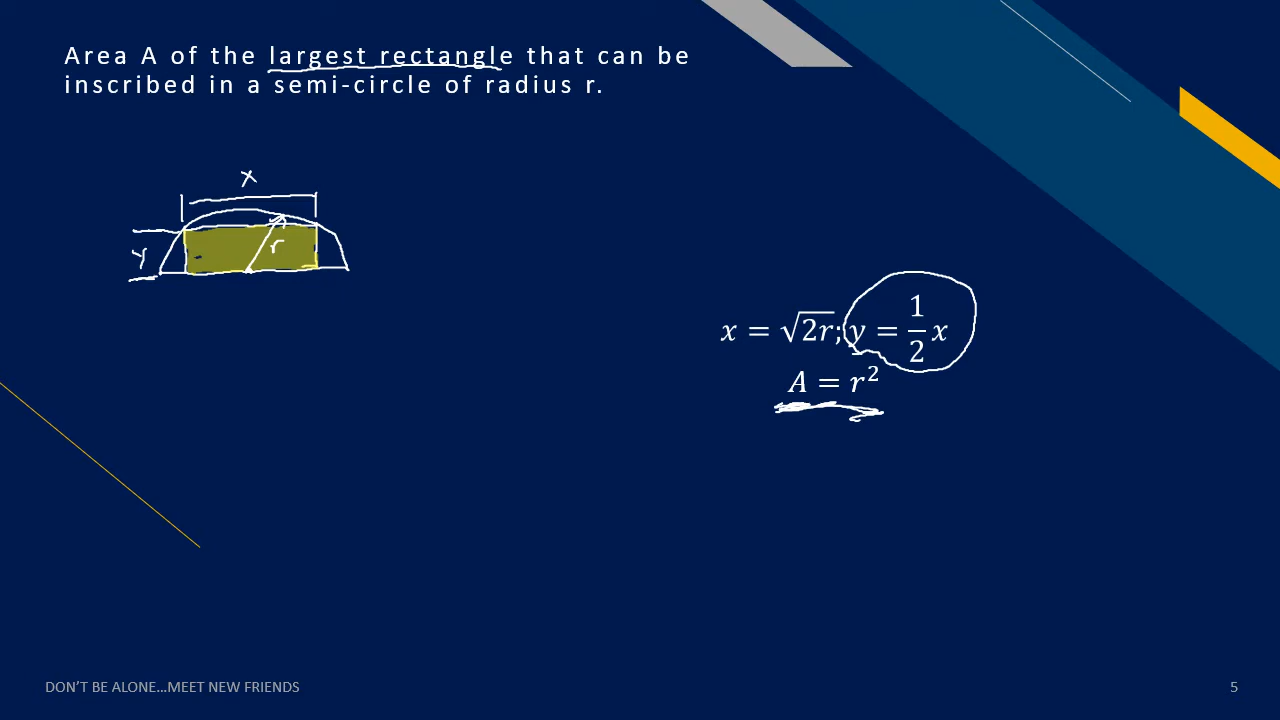 Area A of the largest rectangle that can be
inscribed in a semi-circle of radius r.
x
y
r
x = √2r; y = 1/2 x
A = r²
DON'T BE ALONE…MEET NEW FRIENDS
5